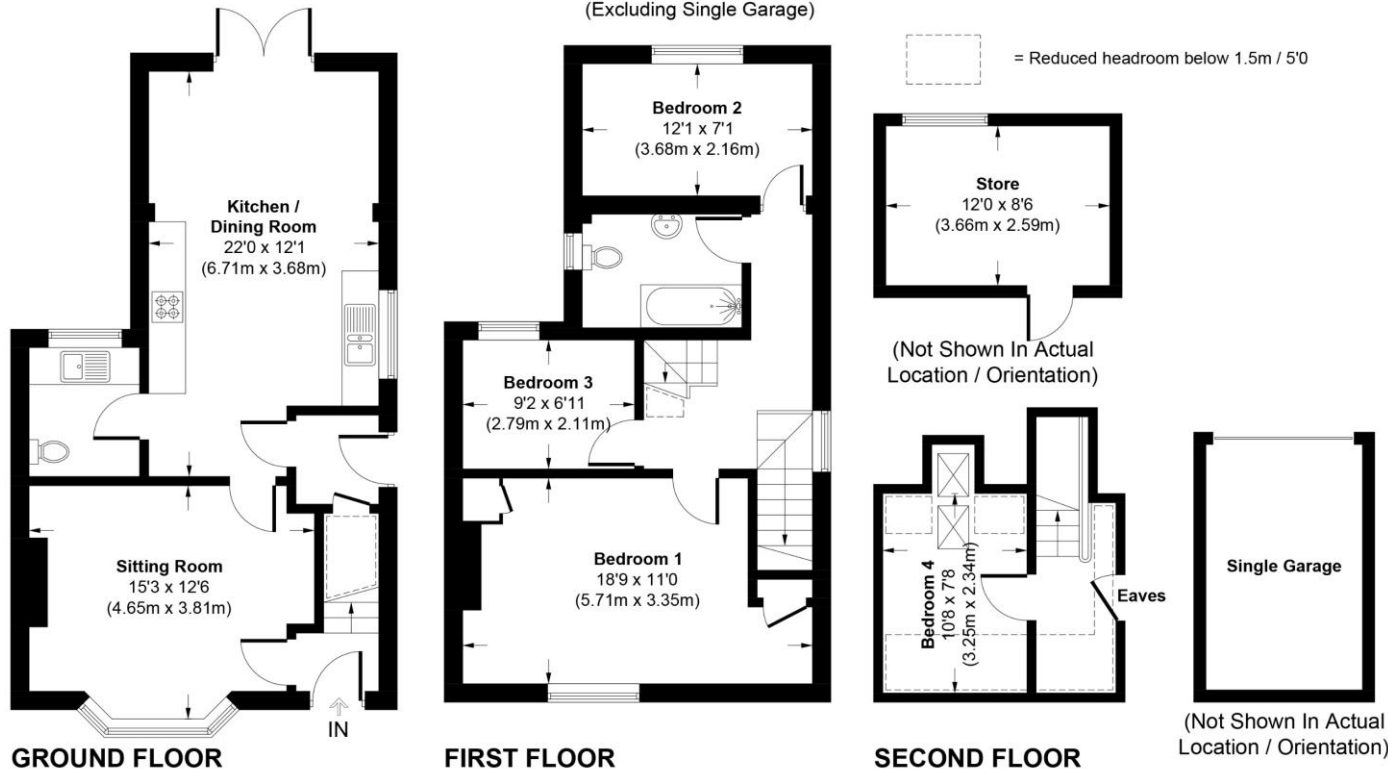 (Excluding Single Garage)
= Reduced headroom below 1.5m / 5'0
Kitchen /
Dining Room
22'0 x 12'1
(6.71m x 3.68m)
Sitting Room
15'3 x 12'6
(4.65m x 3.81m)
IN
GROUND FLOOR
Bedroom 2
12'1 x 7'1
(3.68m x 2.16m)
Bedroom 3
9'2 x 6'11
(2.79m x 2.11m)
Bedroom 1
18'9 x 11'0
(5.71m x 3.35m)
FIRST FLOOR
Store
12'0 x 8'6
(3.66m x 2.59m)
(Not Shown In Actual
Location / Orientation)
Bedroom 4
10'8 x 7'8
(3.25m x 2.34m)
Eaves
SECOND FLOOR
Single Garage
(Not Shown In Actual
Location / Orientation)